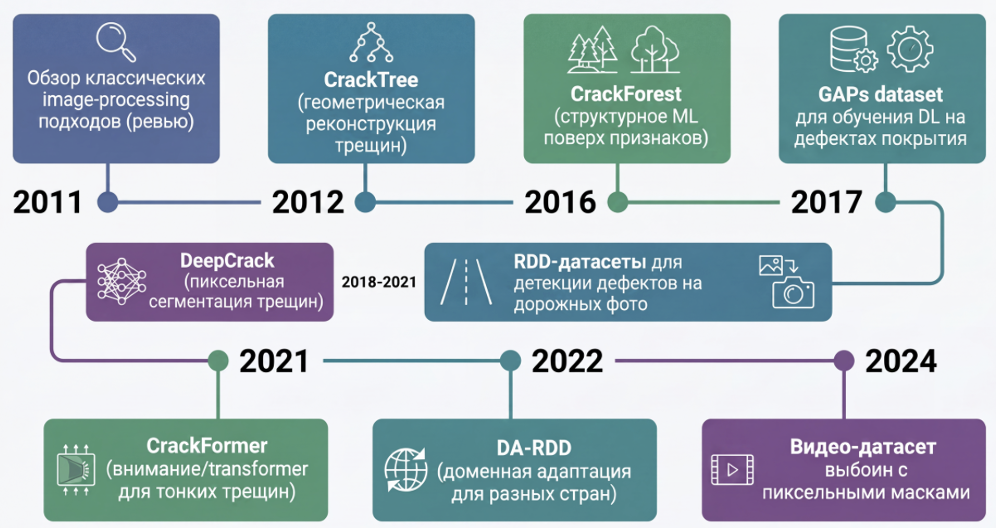 Обзор классических
image-processing
подходов (ревью)
CrackTree
(геометрическая
реконструкция
трещин)
CrackForest
(структурное ML
поверх признаков)
GAPs dataset
для обучения DL на
дефектах покрытия
2011
2012
2016
2017
DeepCrack
(пиксельная
сегментация трещин)
2018-2021
RDD-датасеты для
детекции дефектов на
дорожных фото
2021
2022
2024
CrackFormer
(внимание/transformer
для тонких трещин)
DA-RDD
(доменная адаптация
для разных стран)
Видео-датасет
выбоин с
пиксельными масками